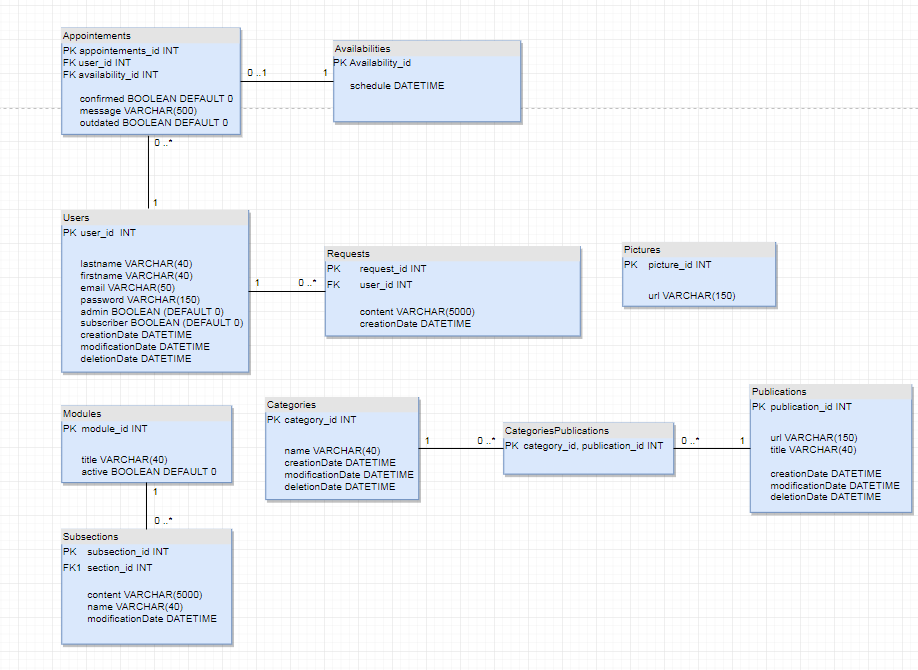 Appointements
PK appointements_id INT
FK user_id INT
FK availability_id INT
confirmed BOOLEAN DEFAULT 0
message VARCHAR(500)
outdated BOOLEAN DEFAULT 0
0 ..1
1
Availabilities
PK Availability_id
schedule DATETIME
0 ..*
1
Users
PK user_id INT
lastname VARCHAR(40)
firstname VARCHAR(40)
email VARCHAR(50)
password VARCHAR(150)
admin BOOLEAN (DEFAULT 0)
subscriber BOOLEAN (DEFAULT 0)
creationDate DATETIME
modificationDate DATETIME
deletionDate DATETIME
1
0 ..*
Requests
PK request_id INT
FK user_id INT
content VARCHAR(5000)
creationDate DATETIME
Pictures
PK picture_id INT
url VARCHAR(150)
Modules
PK module_id INT
title VARCHAR(40)
active BOOLEAN DEFAULT 0
1
0 ..*
Subsections
PK subsection_id INT
FK1 section_id INT
content VARCHAR(5000)
name VARCHAR(40)
modificationDate DATETIME
Categories
PK category_id INT
name VARCHAR(40)
creationDate DATETIME
modificationDate DATETIME
deletionDate DATETIME
1
0 ..*
CategoriesPublications
PK category_id, publication_id INT
0 ..*
1
Publications
PK publication_id INT
url VARCHAR(150)
title VARCHAR(40)
creationDate DATETIME
modificationDate DATETIME
deletionDate DATETIME